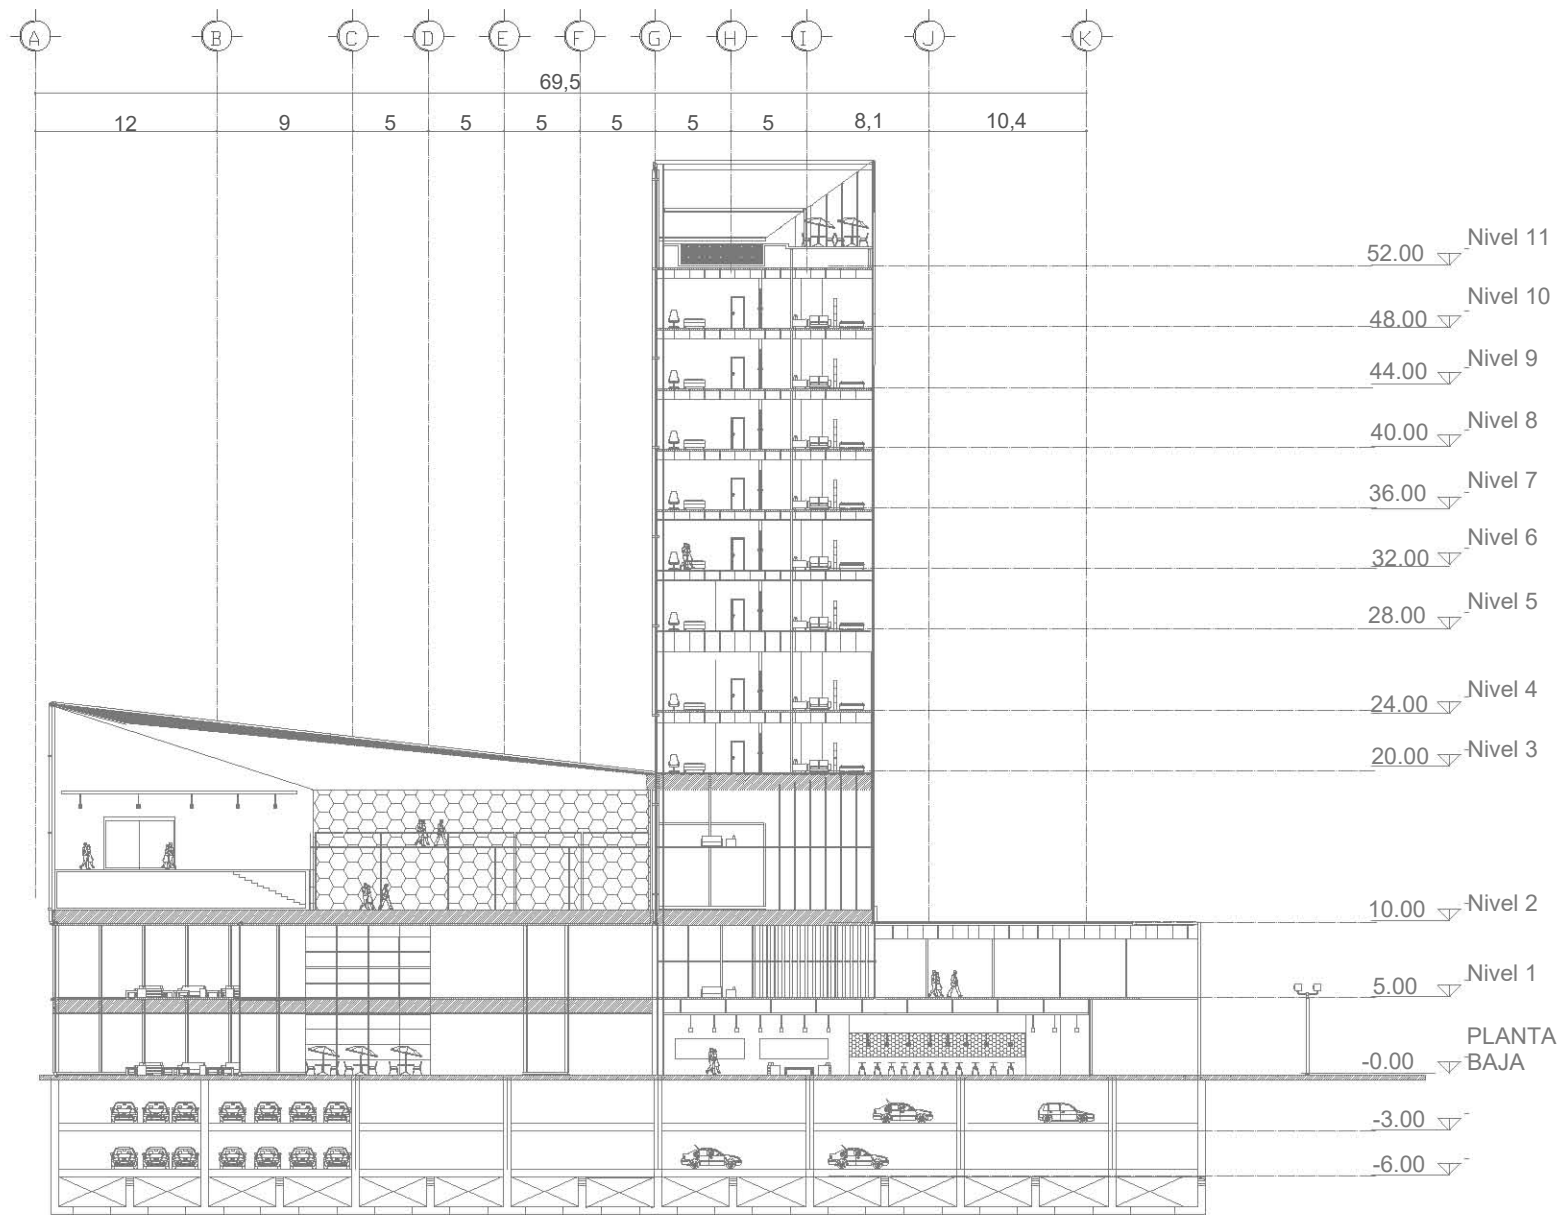 A B C D E F G H I J K
69,5
12 9 5 5 5 5 5 5 8,1 10,4
52.00 Nivel 11
48.00 Nivel 10
44.00 Nivel 9
40.00 Nivel 8
36.00 Nivel 7
32.00 Nivel 6
28.00 Nivel 5
24.00 Nivel 4
20.00 Nivel 3
10.00 Nivel 2
5.00 Nivel 1
-0.00 PLANTA
BAJA
-3.00
-6.00